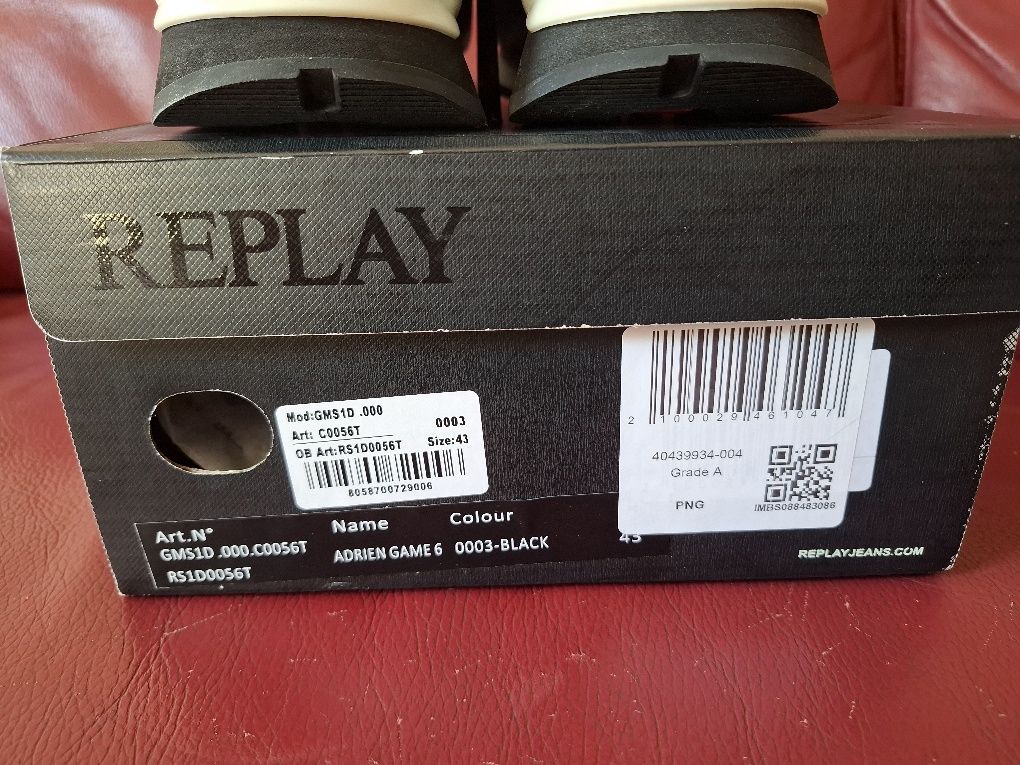 REPLAY
Mod:GMS1D .000
Art: C0056T 0003
OB Art:RS1D0056T Size:43
8058700729006
2 100029 461047
40439934-004
Grade A
PNG IMBS088483086
Art.N° Name Colour
GMS1D .000.C0056T ADRIEN GAME 6 0003-BLACK 43
RS1D0056T
REPLAYJEANS.COM